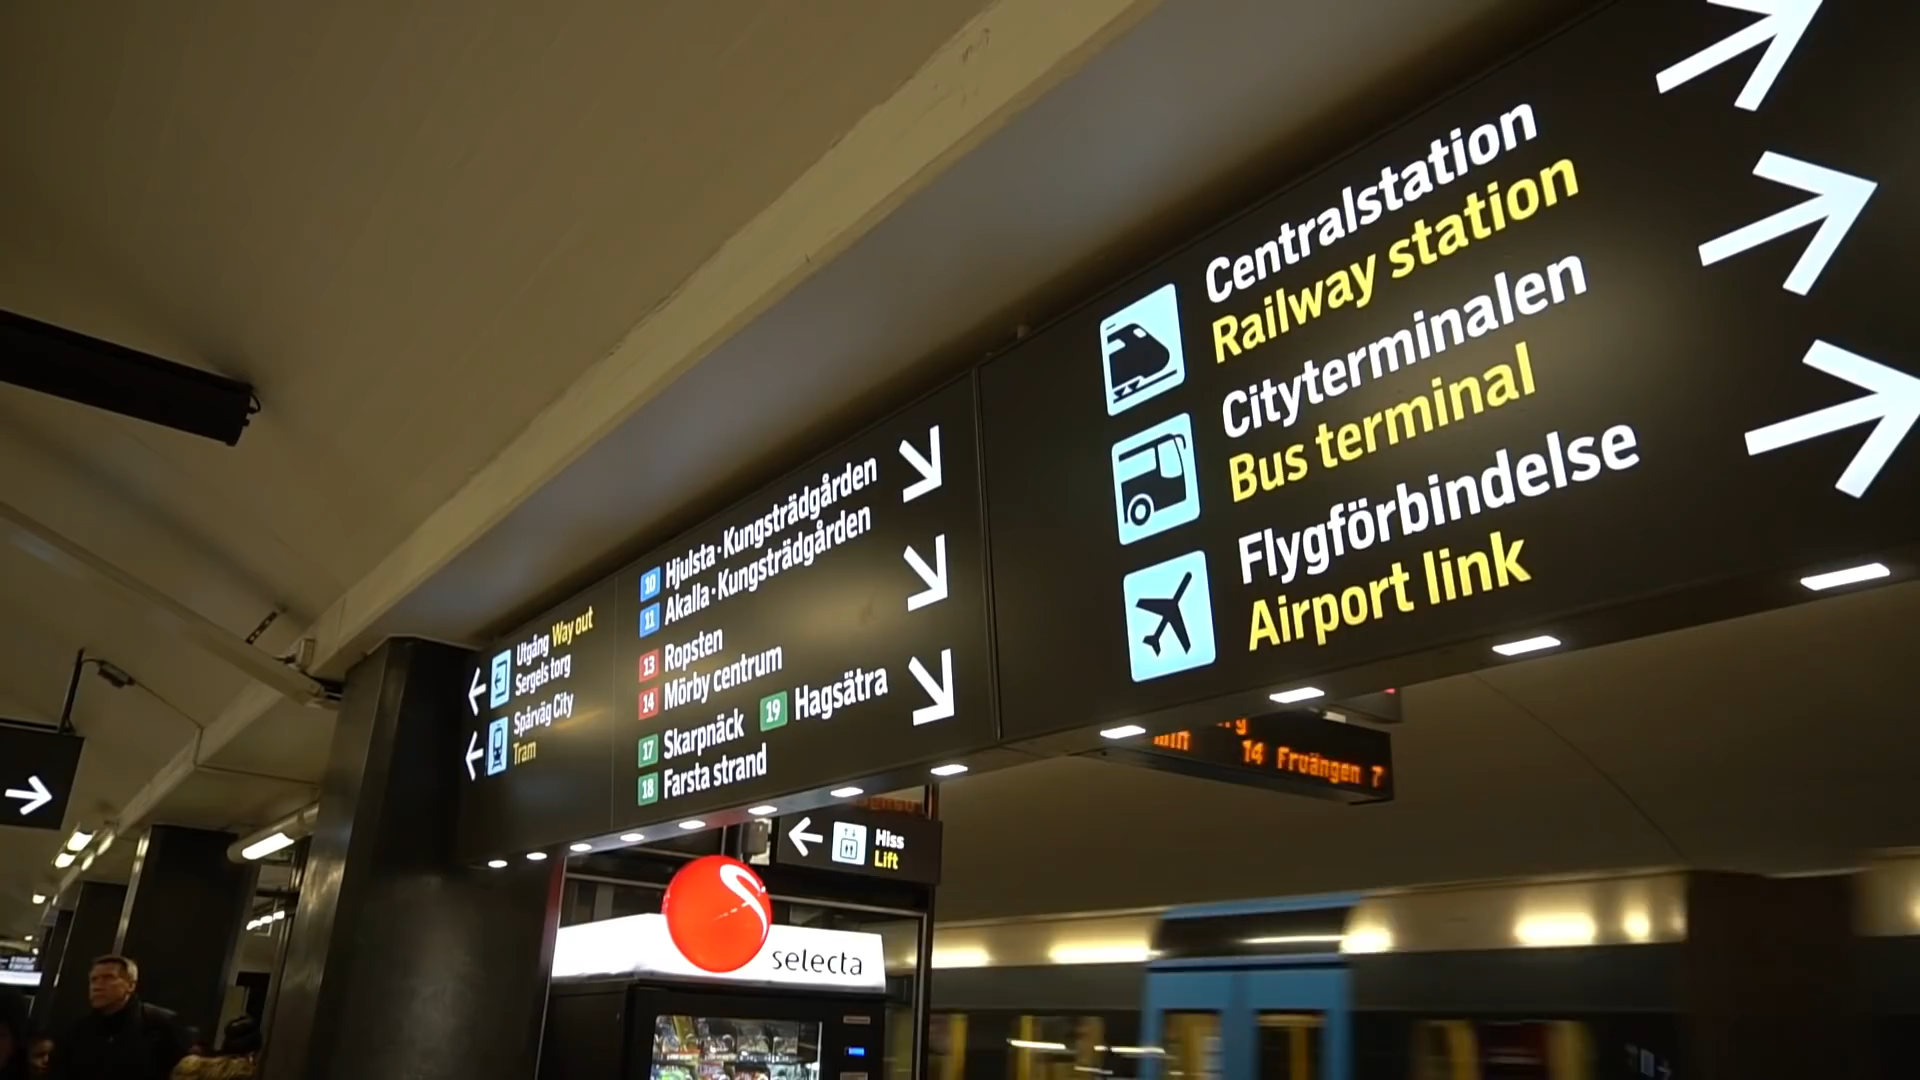 Centralstation
Railway station
Cityterminalen
Bus terminal
Flygförbindelse
Airport link
10 Hjulsta·Kungsträdgården
11 Akalla·Kungsträdgården
13 Ropsten
14 Mörby centrum
17 Skarpnäck 19 Hagsätra
18 Farsta strand
Utgång Way out
Sergels torg
Spårväg City
Tram
14 Fruängen 7
Hiss
Lift
selecta